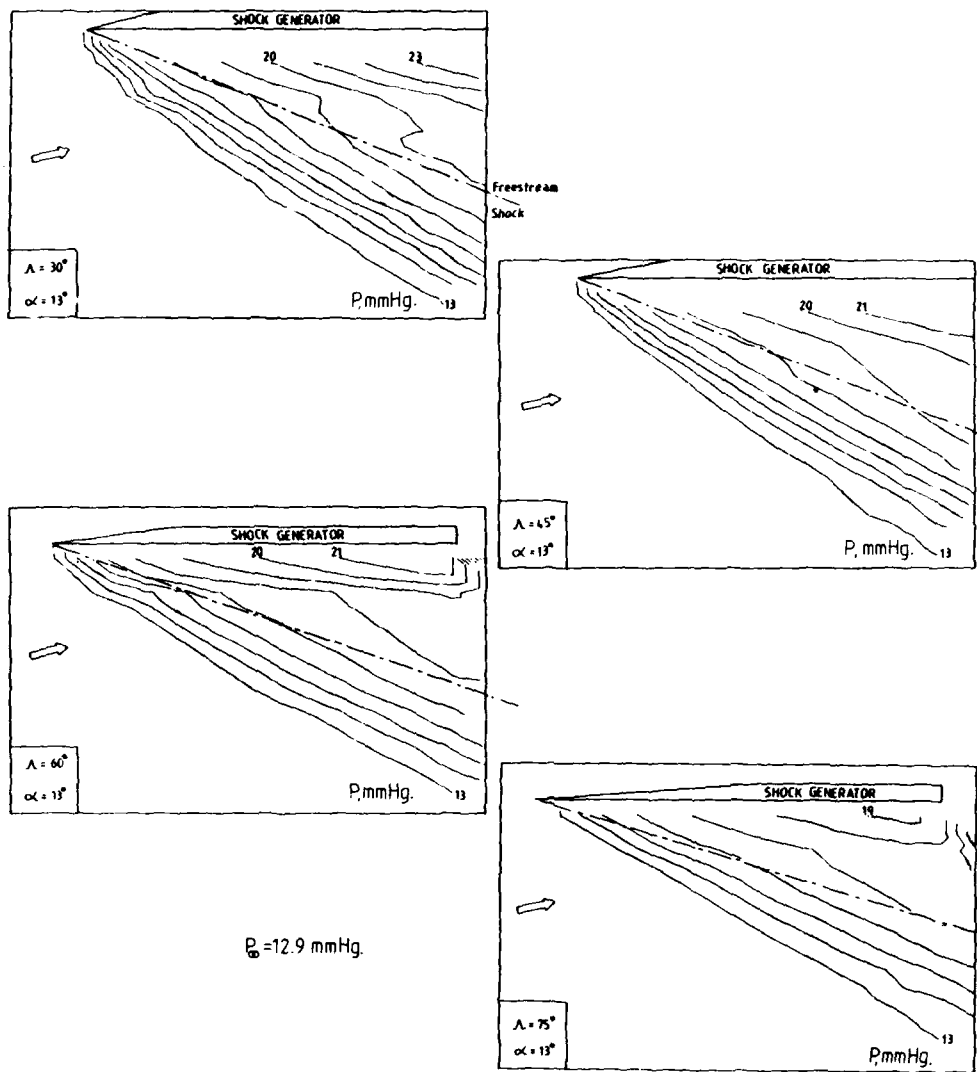 SHOCK GENERATOR
20
23
Freestream
Shock
Λ = 30°
α = 13°
P,mmHg.
13
SHOCK GENERATOR
20
21
Λ = 45°
α = 13°
P, mmHg.
13
SHOCK GENERATOR
20
21
Λ = 60°
α = 13°
P,mmHg.
13
SHOCK GENERATOR
19
Λ = 75°
α = 13°
P,mmHg.
13
P∞ =12.9 mmHg.